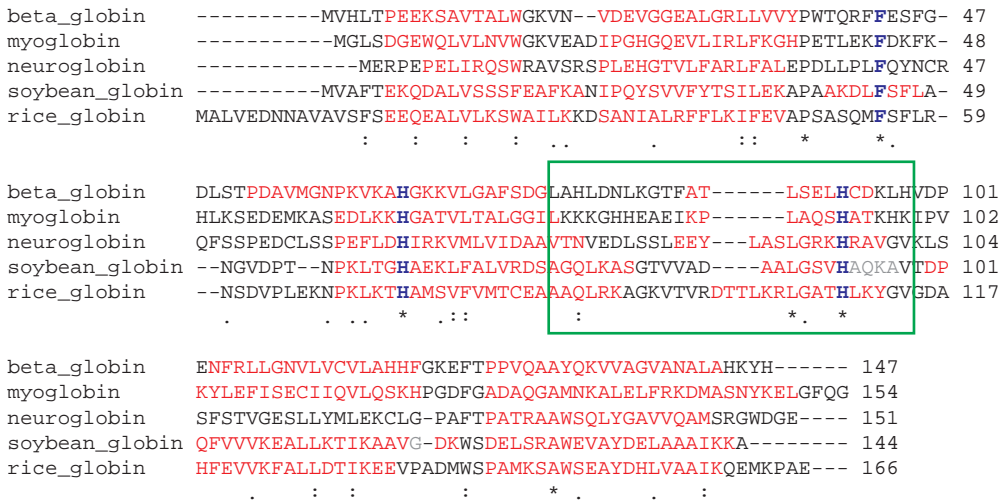 beta_globin     ----------MVHLTPEEKSAVTALWGKVN--VDEVGGEALGRLLVVYPWTQRFFESFG- 47
myoglobin       -----------MGLSDGEWQLVLNVWGKVEADIPGHGQEVLIRLFKGHPETLEKFDKFK- 48
neuroglobin     -------------MERPEPELIRQSWRAVSRSPLEHGTVLFARLFALEPDLLPLFQYNCR 47
soybean_globin  ----------MVAFTEKQDALVSSSFEAFKANIPQYSVVFYTSILEKAPAAKDLFSFLA- 49
rice_globin     MALVEDNNAVAVSFSEEQEALVLKSWAILKKDSANIALRFFLKIFEVAPSASQMFSFLR- 59
                             :   :   :  ..      .      ::  *     *.
beta_globin     DLSTPDAVMGNPKVKAHGKKVLGAFSDGLAHLDNLKGTFAT------LSELHCDKLHVDP 101
myoglobin       HLKSEDEMKASEDLKKHGATVLTALGGILKKKGHHEAEIKP------LAQSHATKHKIPV 102
neuroglobin     QFSSPEDCLSSPEFLDHIRKVMLVIDAAVTNVEDLSSLEEY---LASLGRKHRAVGVKLS 104
soybean_globin  --NGVDPT--NPKLTGHAEKLFALVRDSAGQLKASGTVVAD----AALGSVHAQKAVTDP 101
rice_globin     --NSDVPLEKNPKLKTHAMSVFVMTCEAAAQLRKAGKVTVRDTTLKRLGATHLKYGVGDA 117
                  .       . ..  *  .::        :                *.  *
beta_globin     ENFRLLGNVLVCVLAHHFGKEFTPPVQAAYQKVVAGVANALAHKYH------ 147
myoglobin       KYLEFISECIIQVLQSKHPGDFGADAQGAMNKALELFRKDMASNYKELGFQG 154
neuroglobin     SFSTVGESLLYMLEKCLG-PAFTPATRAAWSQLYGAVVQAMSRGWDGE---- 151
soybean_globin  QFVVVKEALLKTIKAAVG-DKWSDELSRAWEVAYDELAAAIKKA-------- 144
rice_globin     HFEVVKFALLDTIKEEVPADMWSPAMKSAWSEAYDHLVAAIKQEMKPAE--- 166
                    .    :  :        :      * .     .   :